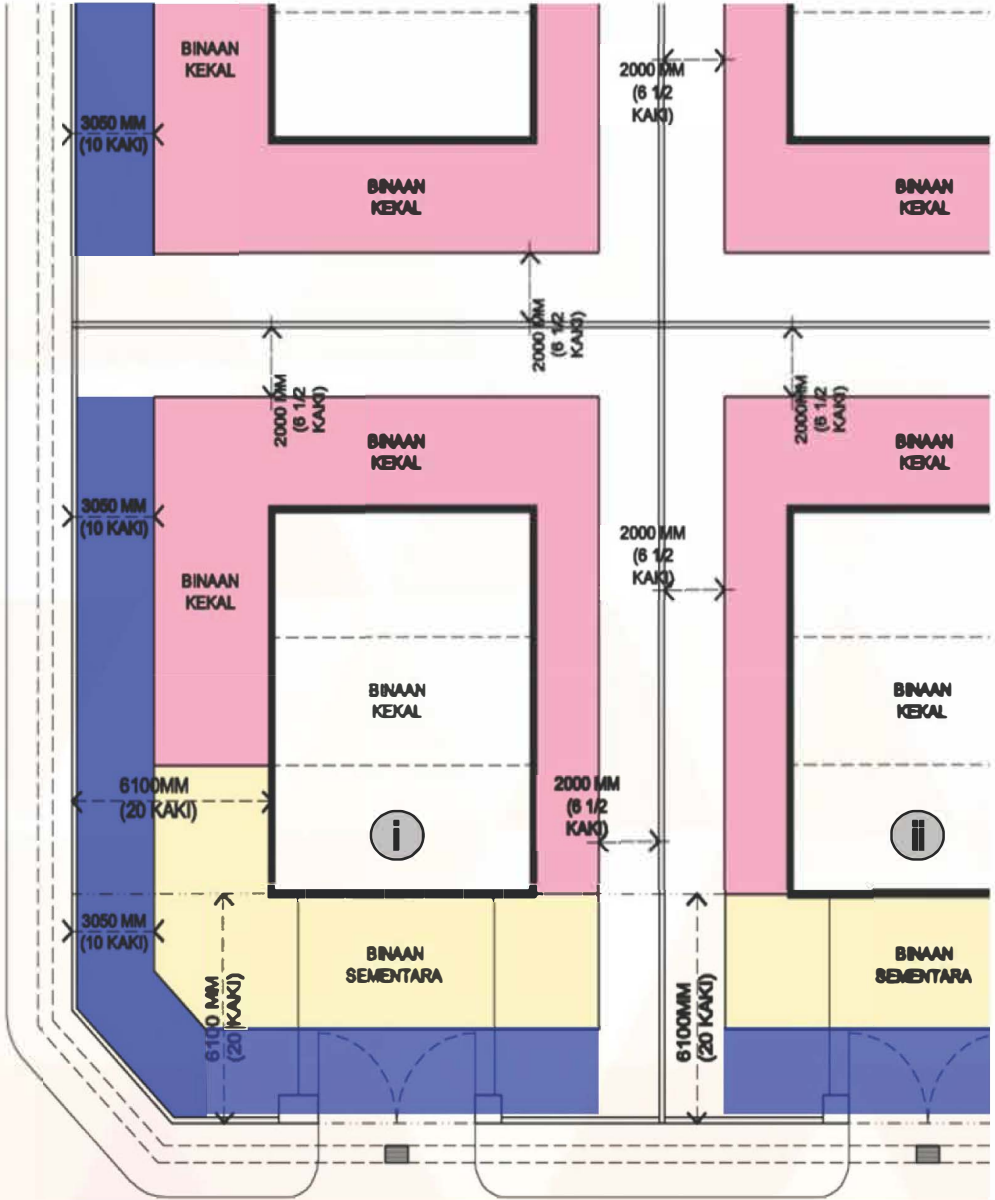 BINAAN
KEKAL
2000 MM
(6 1/2
KAKI)
3050 MM
(10 KAKI)
BINAAN
KEKAL
BINAAN
KEKAL
2000 MM
(6 1/2
KAKI)
2000 MM
(6 1/2
KAKI)
2000MM
(6 1/2
KAKI)
BINAAN
KEKAL
BINAAN
KEKAL
3050 MM
(10 KAKI)
2000 MM
(6 1/2
KAKI)
BINAAN
KEKAL
BINAAN
KEKAL
BINAAN
KEKAL
6100MM
(20 KAKI)
2000 MM
(6 1/2
KAKI)
i
ii
3050 MM
(10 KAKI)
BINAAN
SEMENTARA
BINAAN
SEMENTARA
6100 MM
(20 KAKI)
6100MM
(20 KAKI)